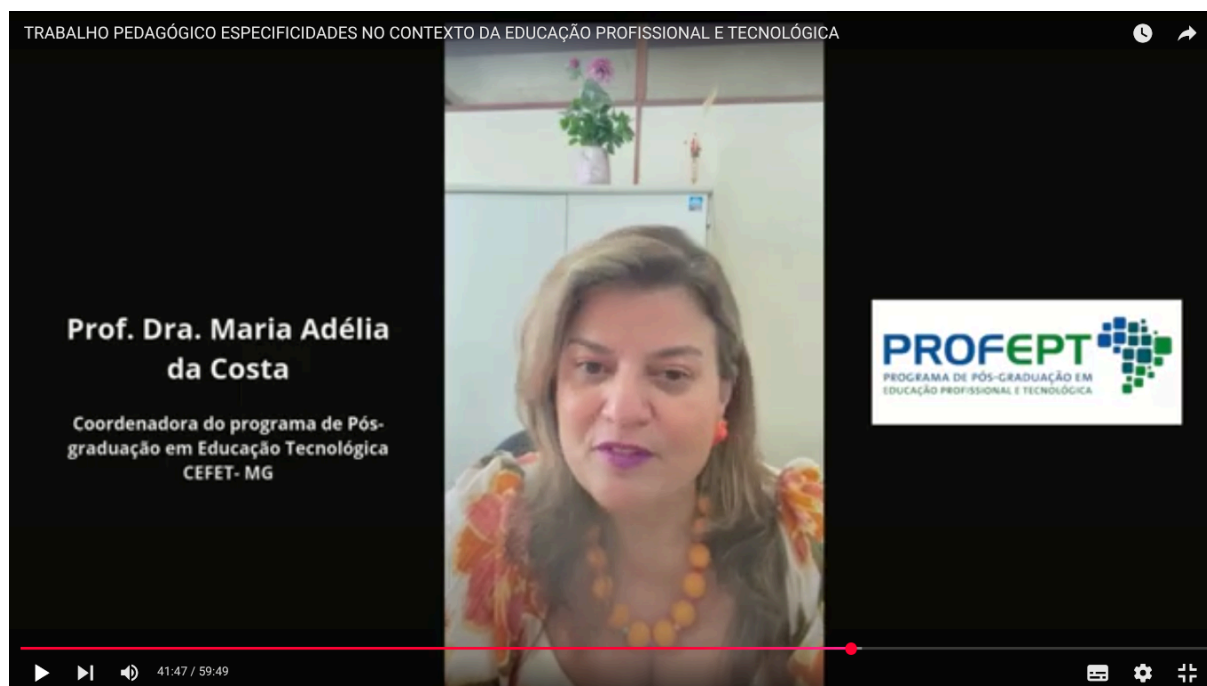 TRABALHO PEDAGÓGICO ESPECIFICIDADES NO CONTEXTO DA EDUCAÇÃO PROFISSIONAL E TECNOLÓGICA
Prof. Dra. Maria Adélia
da Costa
Coordenadora do programa de Pós-
graduação em Educação Tecnológica
CEFET- MG
PROFEPT
PROGRAMA DE PÓS-GRADUAÇÃO EM
EDUCAÇÃO PROFISSIONAL E TECNOLÓGICA
41:47 / 59:49